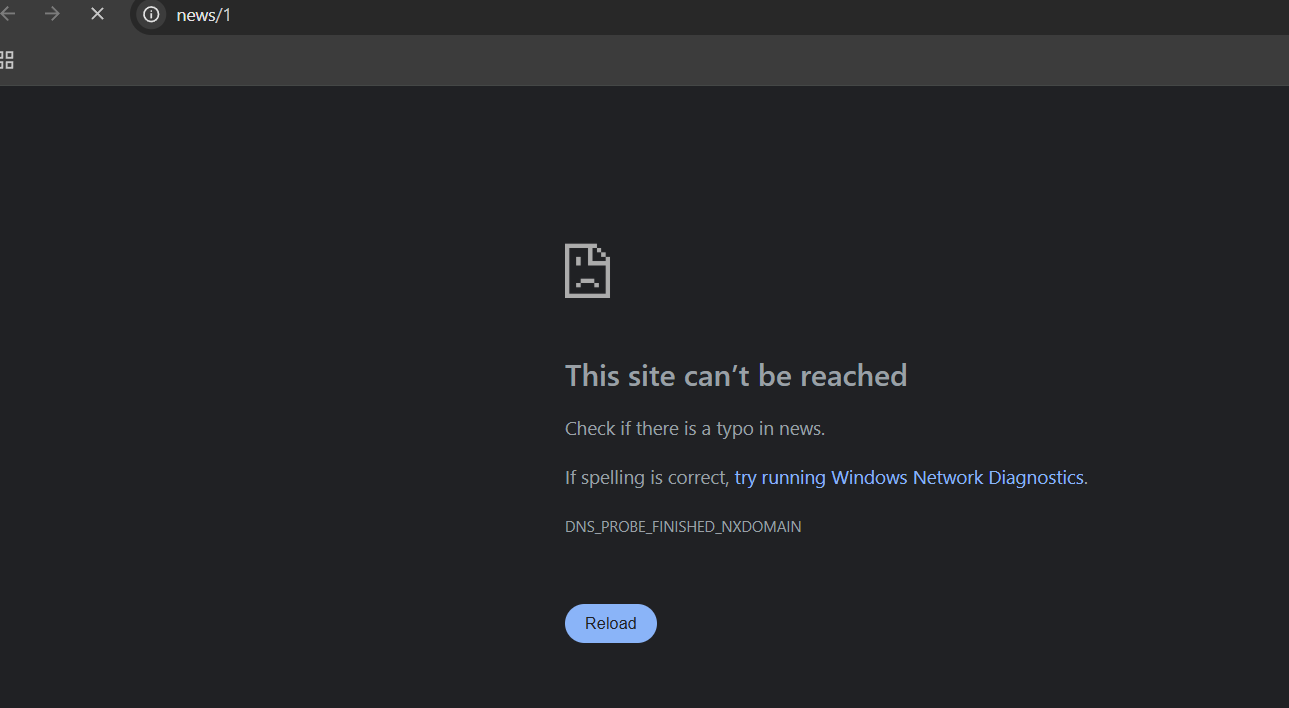 news/1
This site can’t be reached
Check if there is a typo in news.
If spelling is correct, try running Windows Network Diagnostics.
DNS_PROBE_FINISHED_NXDOMAIN
Reload